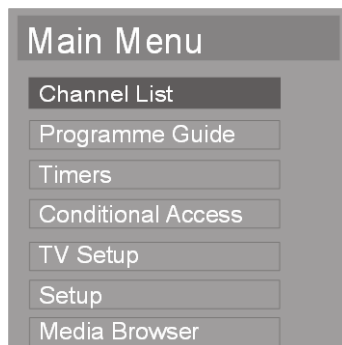 Main Menu
Channel List
Programme Guide
Timers
Conditional Access
TV Setup
Setup
Media Browser